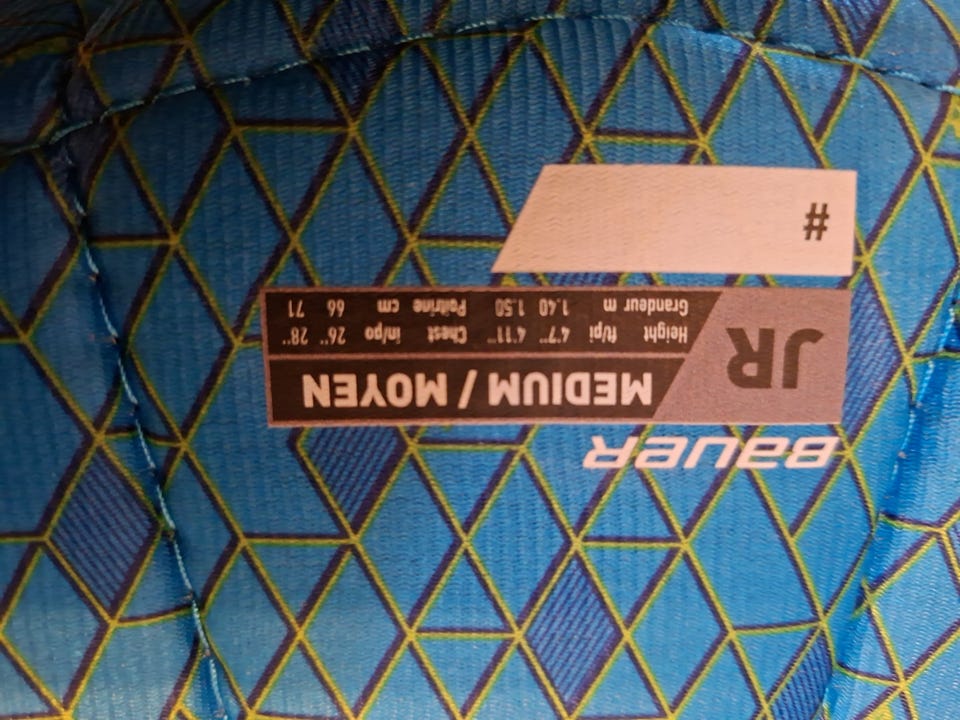 BAUER
JR
MEDIUM / MOYEN
Height ft/pi 4'7'' 4'11'' Chest in/po 26'' 28''
Grandeur m 1.40 1.50 Poitrine cm 66 71
#